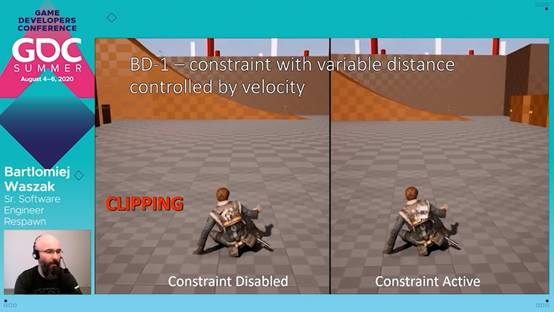 GAME
DEVELOPERS
CONFERENCE
GDC
SUMMER
August 4–6, 2020
BD-1 – constraint with variable distance
controlled by velocity
Bartlomiej
Waszak
Sr. Software
Engineer
Respawn
CLIPPING
Constraint Disabled
Constraint Active